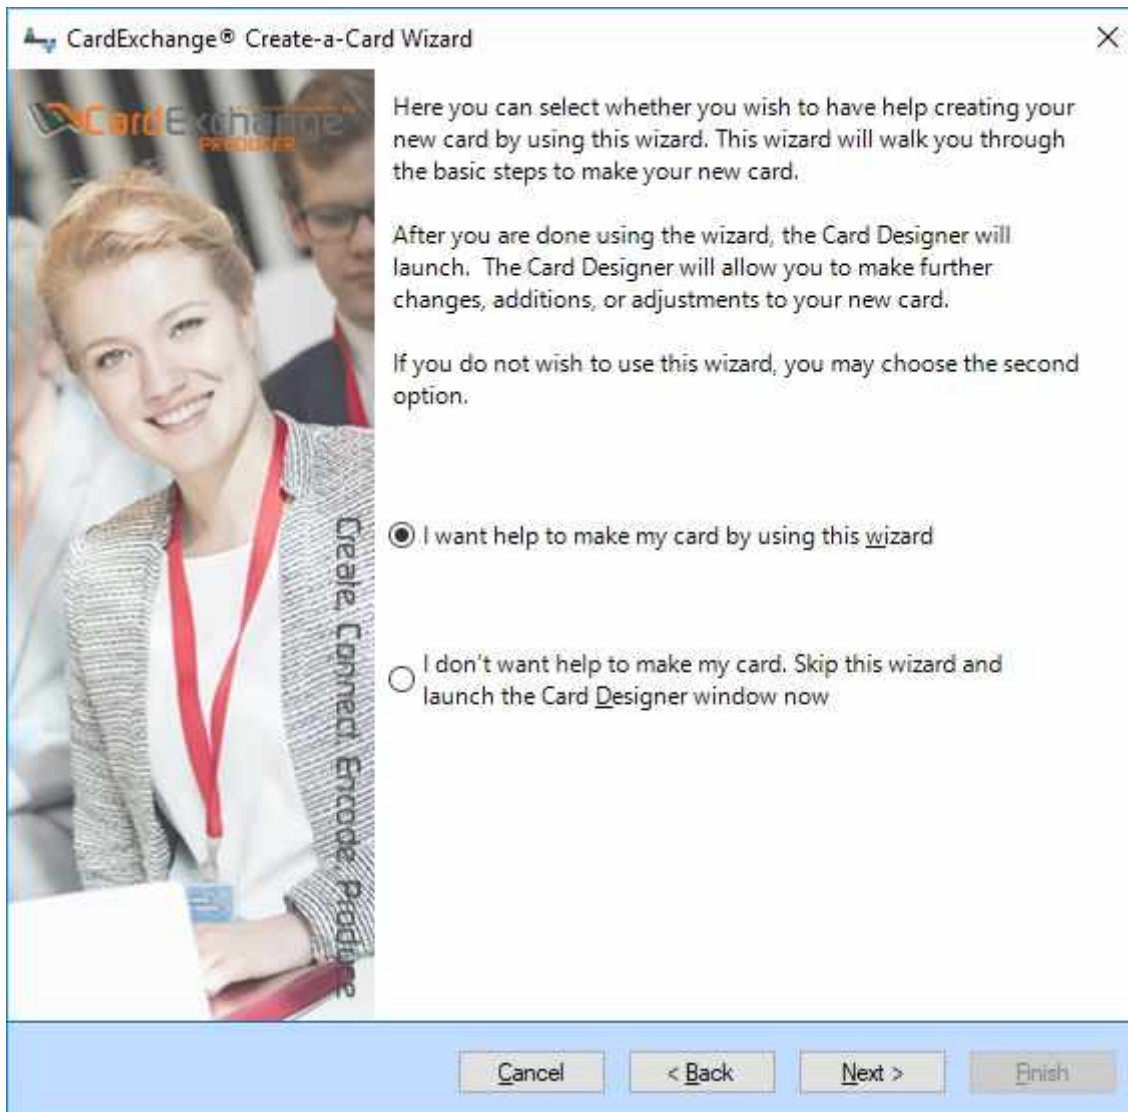 CardExchange® Create-a-Card Wizard
CardExchange
PRODUCER
Here you can select whether you wish to have help creating your
new card by using this wizard. This wizard will walk you through
the basic steps to make your new card.
After you are done using the wizard, the Card Designer will
launch.  The Card Designer will allow you to make further
changes, additions, or adjustments to your new card.
If you do not wish to use this wizard, you may choose the second
option.
I want help to make my card by using this wizard
I don't want help to make my card. Skip this wizard and
launch the Card Designer window now
Create, Connect, Encode, Produce
Cancel
< Back
Next >
Finish